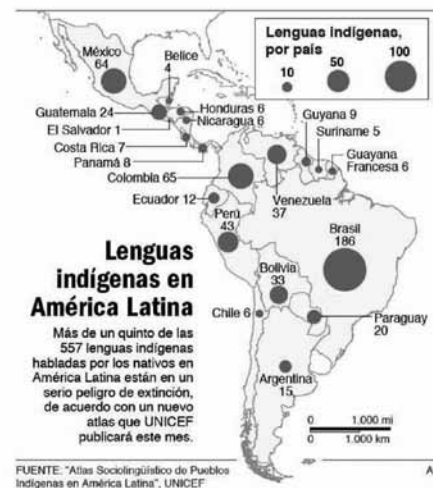 Lenguas indígenas,
por país
10
50
100
México
64
Belice
4
Guatemala 24
Honduras 6
Nicaragua 6
El Salvador 1
Costa Rica 7
Panamá 8
Colombia 65
Guyana 9
Suriname 5
Guayana
Francesa 6
Venezuela
37
Ecuador 12
Perú
43
Brasil
186
Bolivia
33
Chile 6
Paraguay
20
Argentina
15
Lenguas
indígenas en
América Latina
Más de un quinto de las
557 lenguas indígenas
habladas por los nativos en
América Latina están en un
serio peligro de extinción,
de acuerdo con un nuevo
atlas que UNICEF
publicará este mes.
0 1.000 mi
0 1.000 km
FUENTE: "Atlas Sociolingüístico de Pueblos
Indígenas en América Latina", UNICEF
A